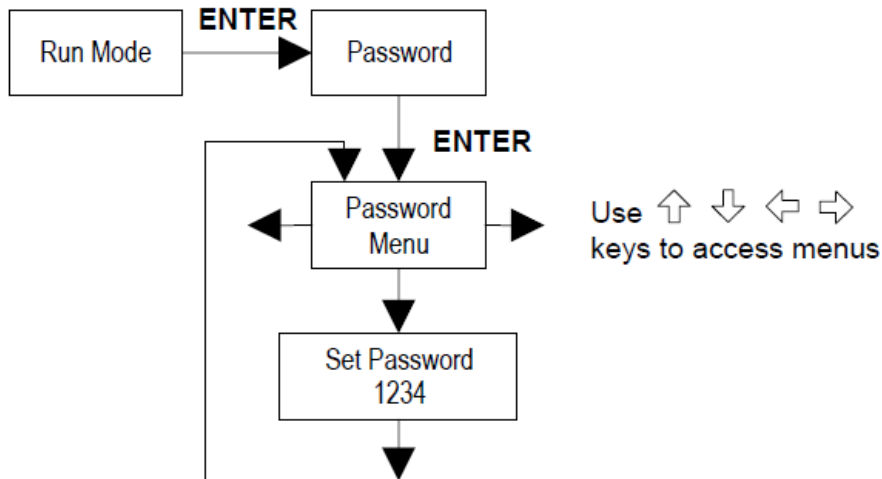 ENTER
Run Mode
Password
ENTER
Password
Menu
Use
keys to access menus
Set Password
1234